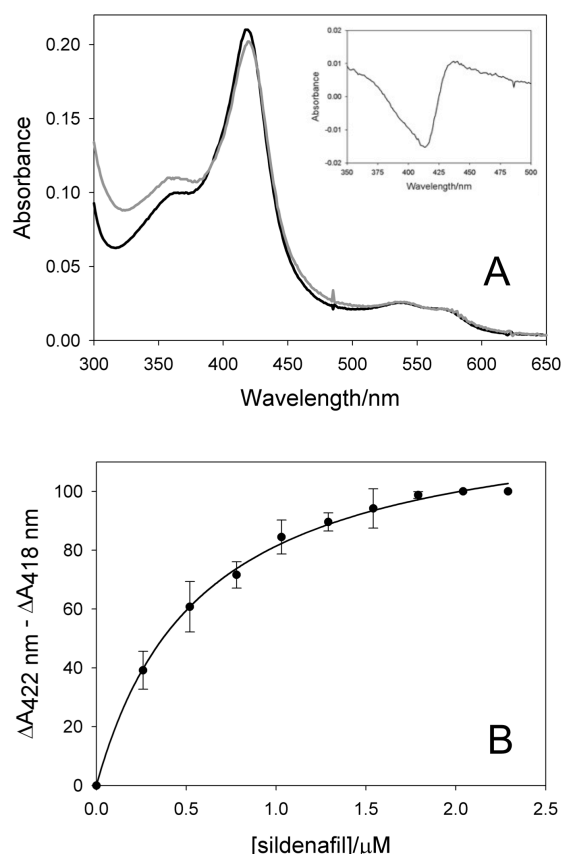 A
0.20
0.15
0.10
0.05
0.00
Absorbance
300 350 400 450 500 550 600 650
Wavelength/nm
0.02
0.01
0.00
-0.01
-0.02
Absorbance
350 375 400 425 450 475 500
Wavelength/nm
B
100
80
60
40
20
0
ΔA422 nm - ΔA418 nm
0.0 0.5 1.0 1.5 2.0 2.5
[sildenafil]/μM